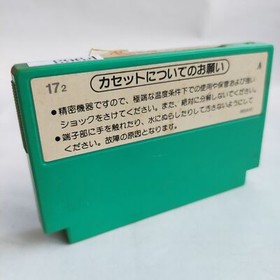 172
カセットについてのお願い
A
●精密機器ですので、極端な温度条件下での使用や保管および強い
ショックをさけてください。また、絶対に分解しないでください。
●端子部に手を触れたり、水にぬらしたりしてさないようにして
ください。故障の原因となります。